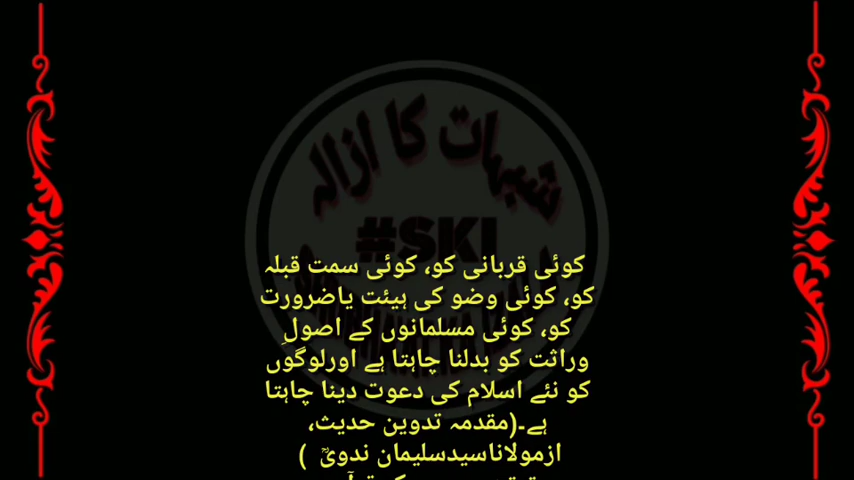 شبہات کا ازالہ
#SKI
کوئی قربانی کو، کوئی سمت قبلہ
کو، کوئی وضو کی ہیئت یاضرورت
کو، کوئی مسلمانوں کے اصولِ
وراثت کو بدلنا چاہتا ہے اورلوگوں
کو نئے اسلام کی دعوت دینا چاہتا
ہے۔(مقدمہ تدوین حدیث،
ازمولاناسیدسلیمان ندویؒ )